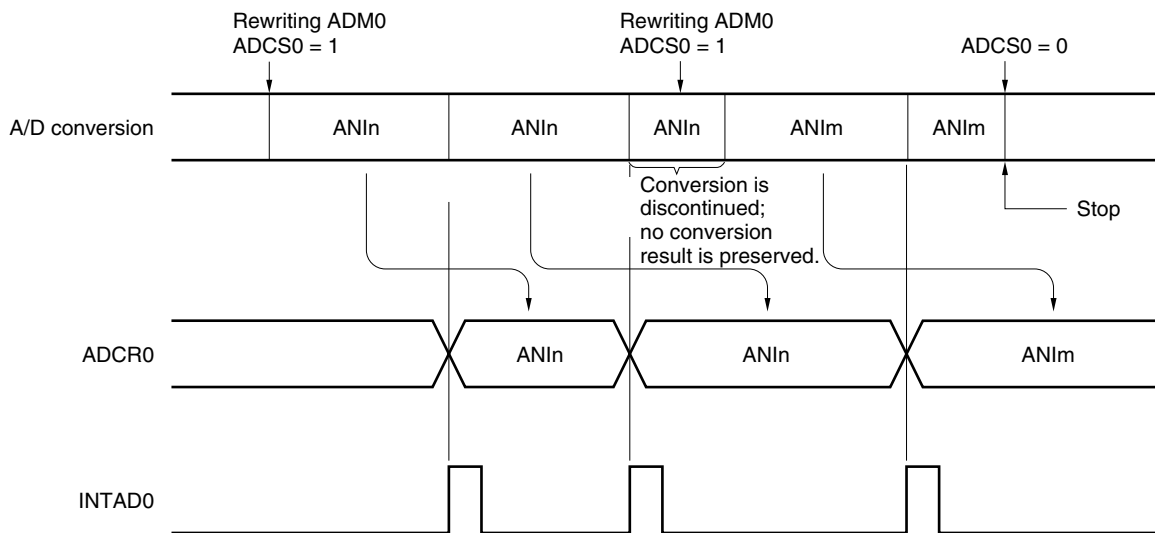 Rewriting ADM0
ADCS0 = 1
Rewriting ADM0
ADCS0 = 1
ADCS0 = 0
A/D conversion
ANIn
ANIn
ANIn
ANIm
ANIm
Conversion is
discontinued;
no conversion
result is preserved.
Stop
ADCR0
ANIn
ANIn
ANIm
INTAD0